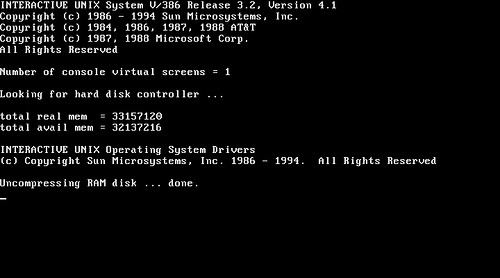 INTERACTIVE UNIX System V/386 Release 3.2, Version 4.1
Copyright (c) 1986 - 1994 Sun Microsystems, Inc.
Copyright (c) 1984, 1986, 1987, 1988 AT&T
Copyright (c) 1987, 1988 Microsoft Corp.
All Rights Reserved
Number of console virtual screens = 1
Looking for hard disk controller ...
total real mem  = 33157120
total avail mem = 32137216
INTERACTIVE UNIX Operating System Drivers
(c) Copyright Sun Microsystems, Inc. 1986 - 1994.  All Rights Reserved
Uncompressing RAM disk ... done.